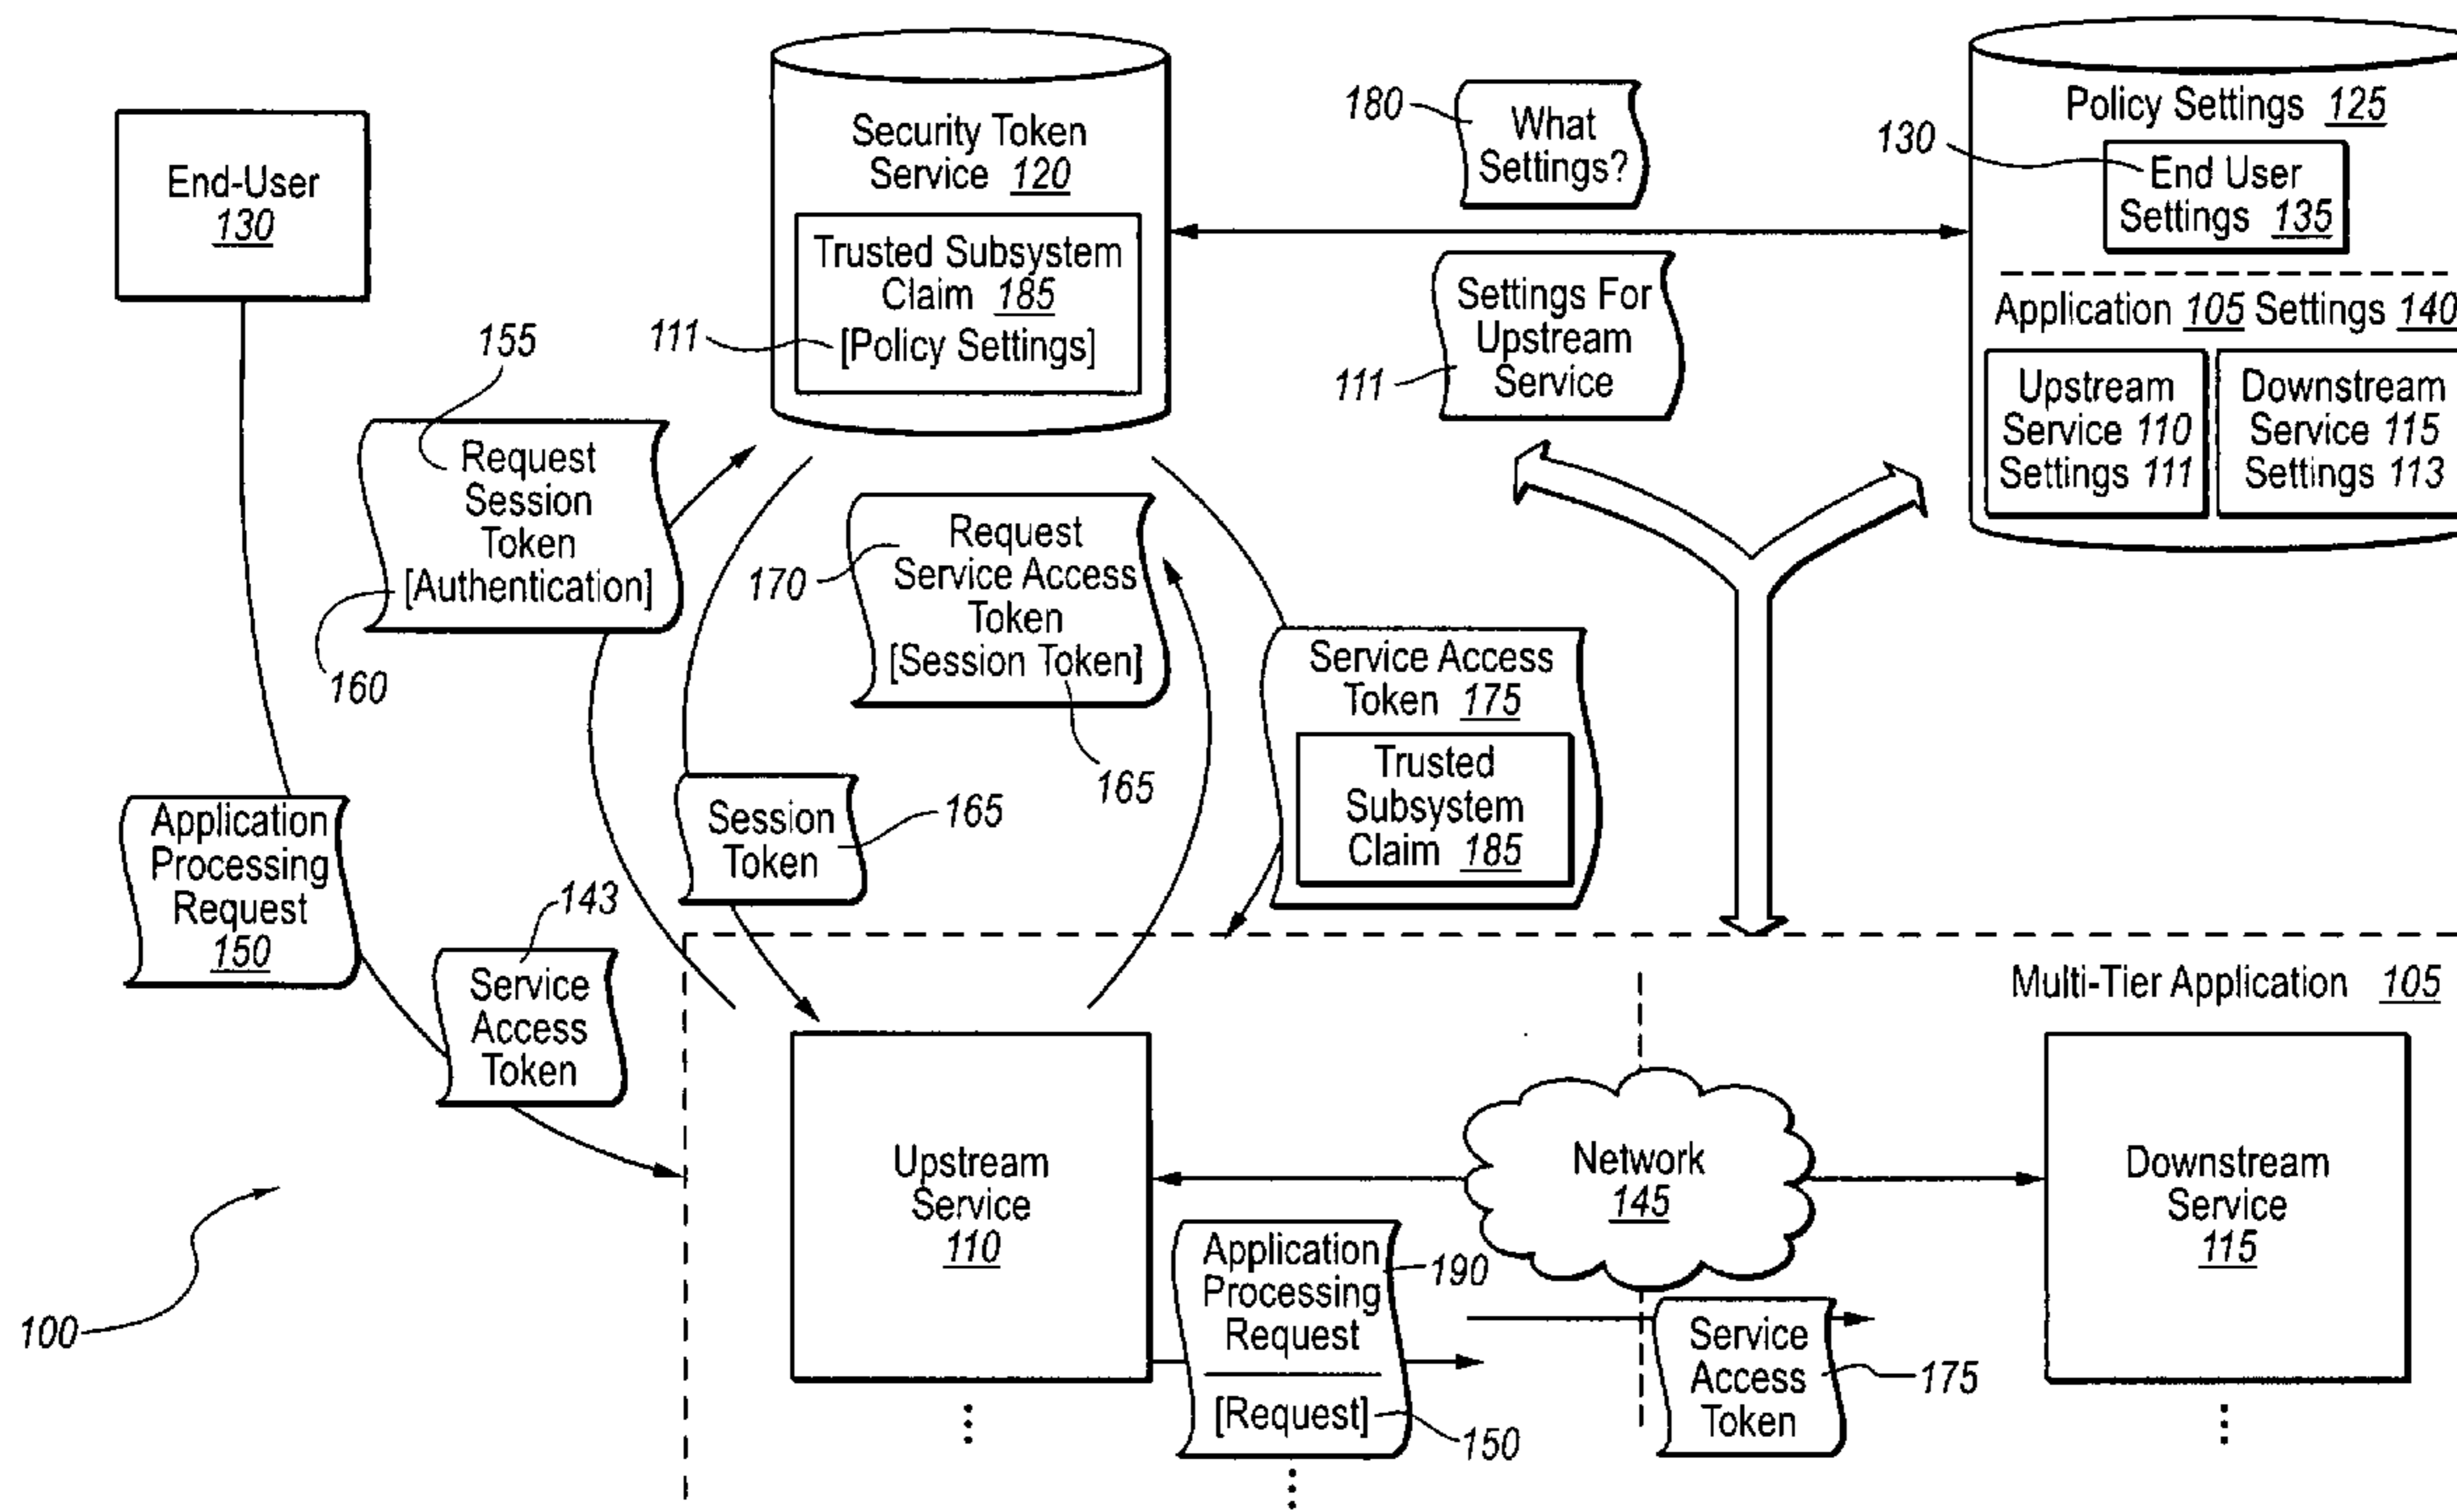 End-User
130
Security Token
Service 120
Trusted Subsystem
Claim 185
[Policy Settings]
111
180
What
Settings?
Settings For
Upstream
Service
111
Policy Settings 125
130
End User
Settings 135
Application 105 Settings 140
Upstream
Service 110
Settings 111
Downstream
Service 115
Settings 113
155
Request
Session
Token
[Authentication]
160
170
Request
Service Access
Token
[Session Token]
165
Session
Token
165
Service Access
Token 175
Trusted
Subsystem
Claim 185
Application
Processing
Request
150
143
Service
Access
Token
Multi-Tier Application 105
Upstream
Service
110
Network
145
Downstream
Service
115
Application
Processing
Request
190
[Request]
150
Service
Access
Token
175
100